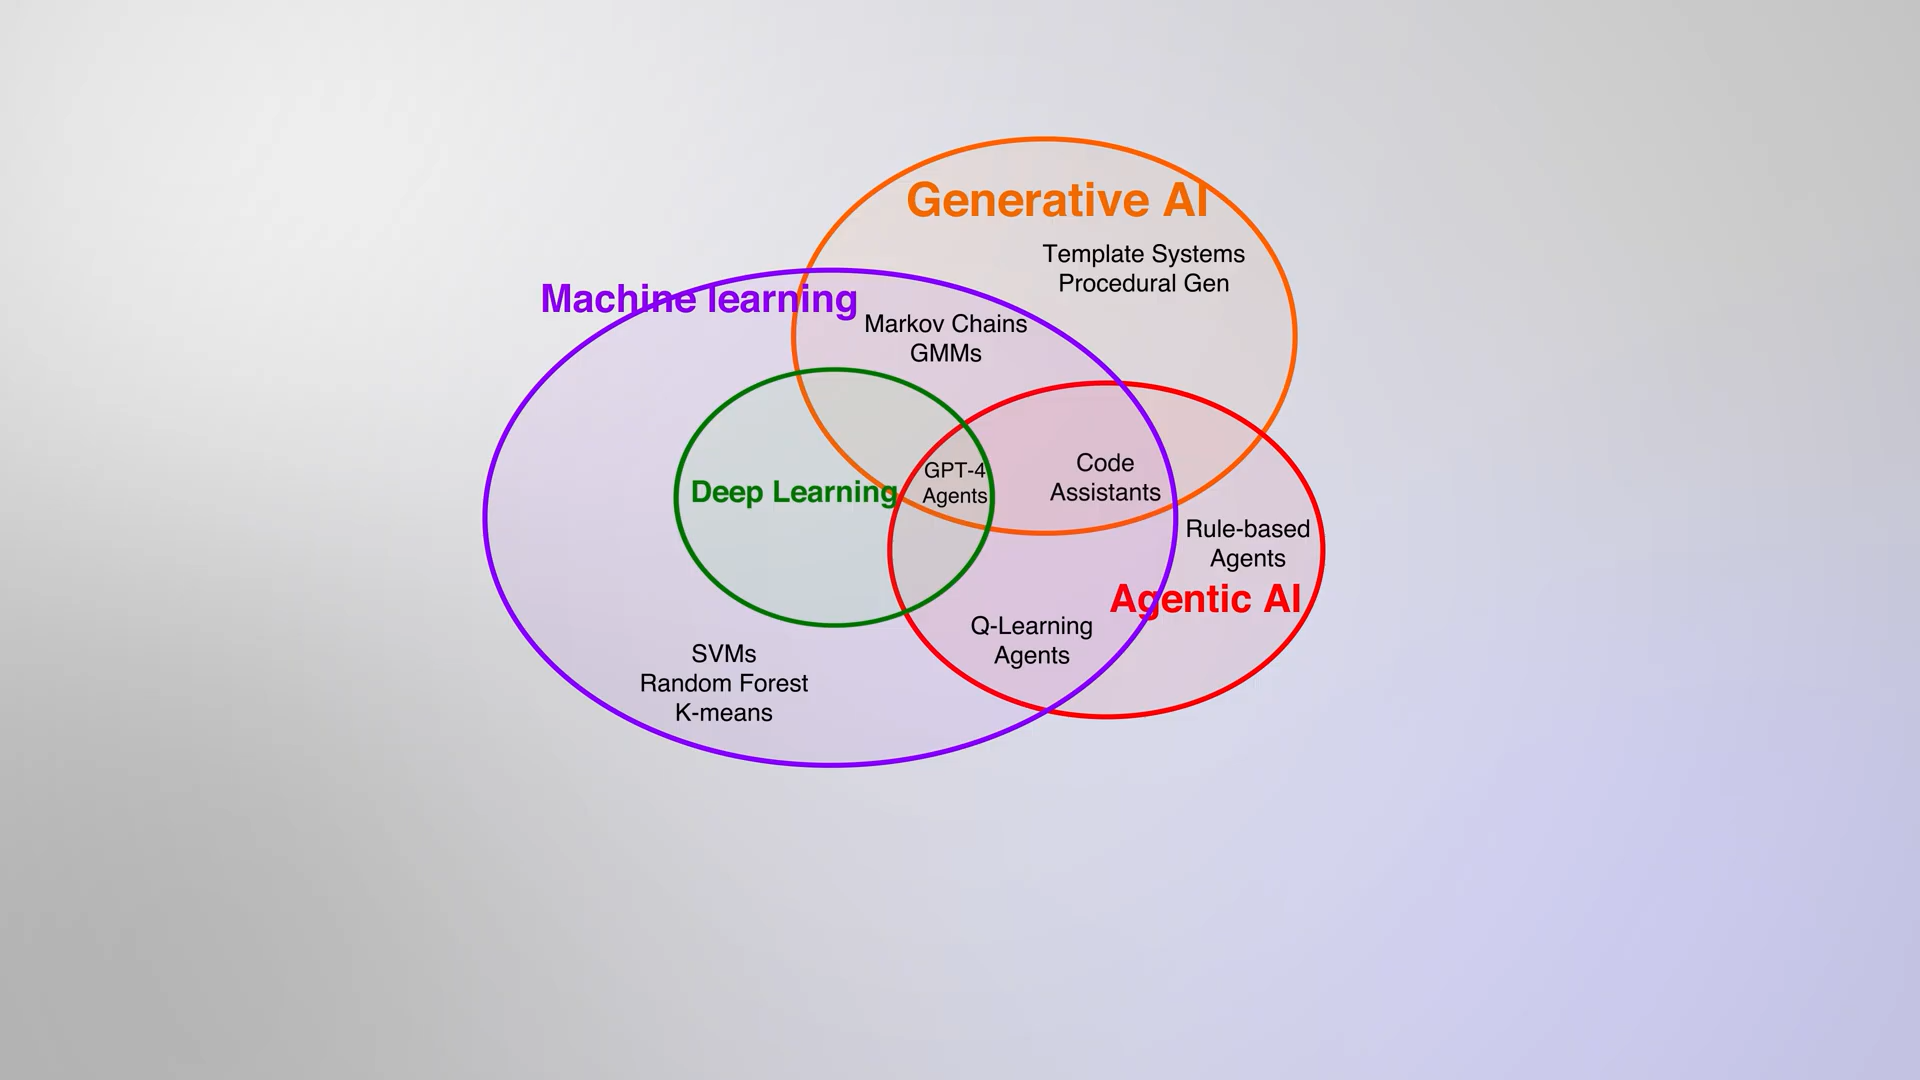 Generative AI
Template Systems
Procedural Gen
Machine learning
Markov Chains
GMMs
Deep Learning
GPT-4
Agents
Code
Assistants
Rule-based
Agents
Agentic AI
Q-Learning
Agents
SVMs
Random Forest
K-means